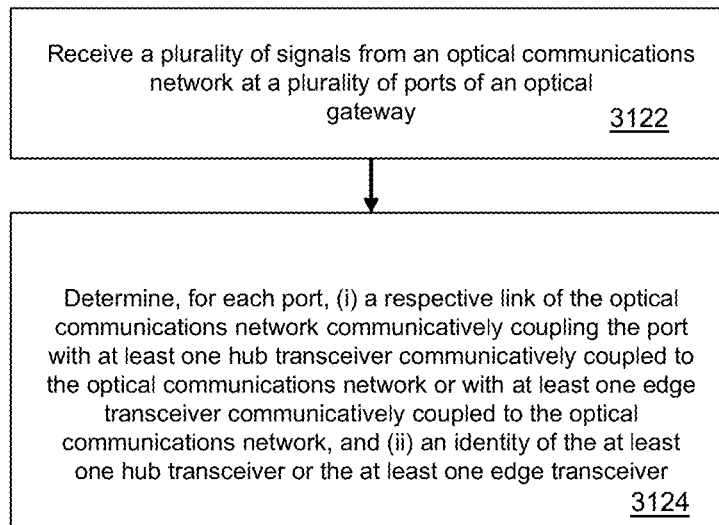 Receive a plurality of signals from an optical communications
network at a plurality of ports of an optical
gateway
3122
Determine, for each port, (i) a respective link of the optical
communications network communicatively coupling the port
with at least one hub transceiver communicatively coupled to
the optical communications network or with at least one edge
transceiver communicatively coupled to the optical
communications network, and (ii) an identity of the at least
one hub transceiver or the at least one edge transceiver
3124